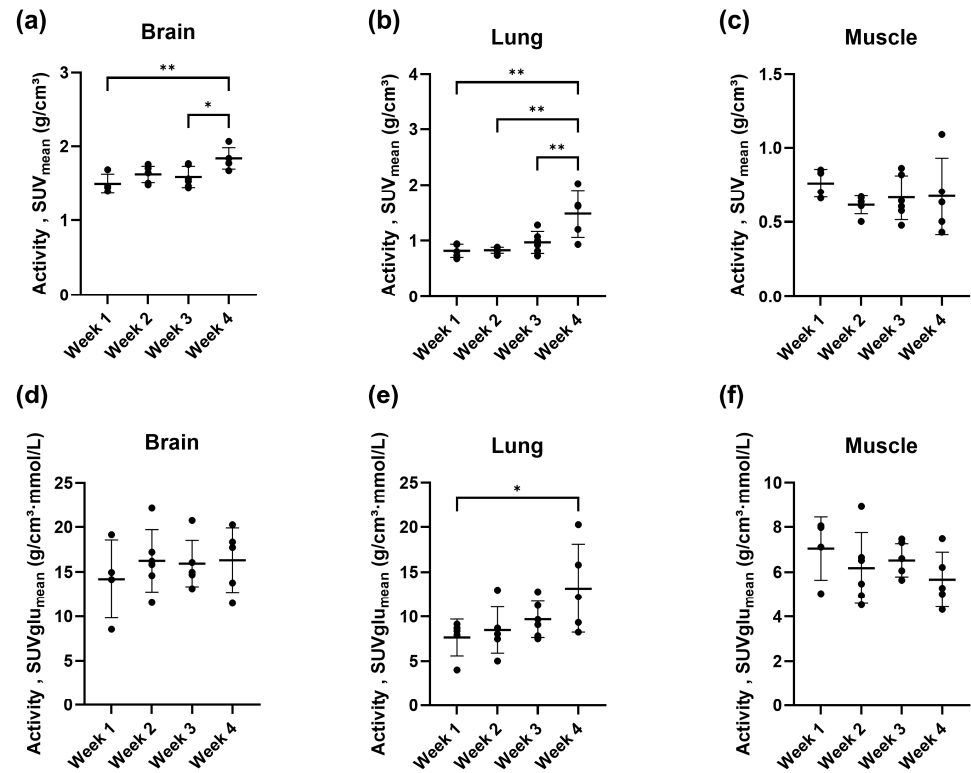 (a)
Brain
Activity , SUVmean (g/cm³)
3
2
1
0
**
*
Week 1
Week 2
Week 3
Week 4
(b)
Lung
Activity , SUVmean (g/cm³)
4
3
2
1
0
**
**
**
Week 1
Week 2
Week 3
Week 4
(c)
Muscle
Activity , SUVmean (g/cm³)
1.5
1.0
0.5
0.0
Week 1
Week 2
Week 3
Week 4
(d)
Brain
Activity , SUVglumean (g/cm³·mmol/L)
25
20
15
10
5
0
Week 1
Week 2
Week 3
Week 4
(e)
Lung
Activity , SUVglumean (g/cm³·mmol/L)
25
20
15
10
5
0
*
Week 1
Week 2
Week 3
Week 4
(f)
Muscle
Activity , SUVglumean (g/cm³·mmol/L)
10
8
6
4
2
0
Week 1
Week 2
Week 3
Week 4